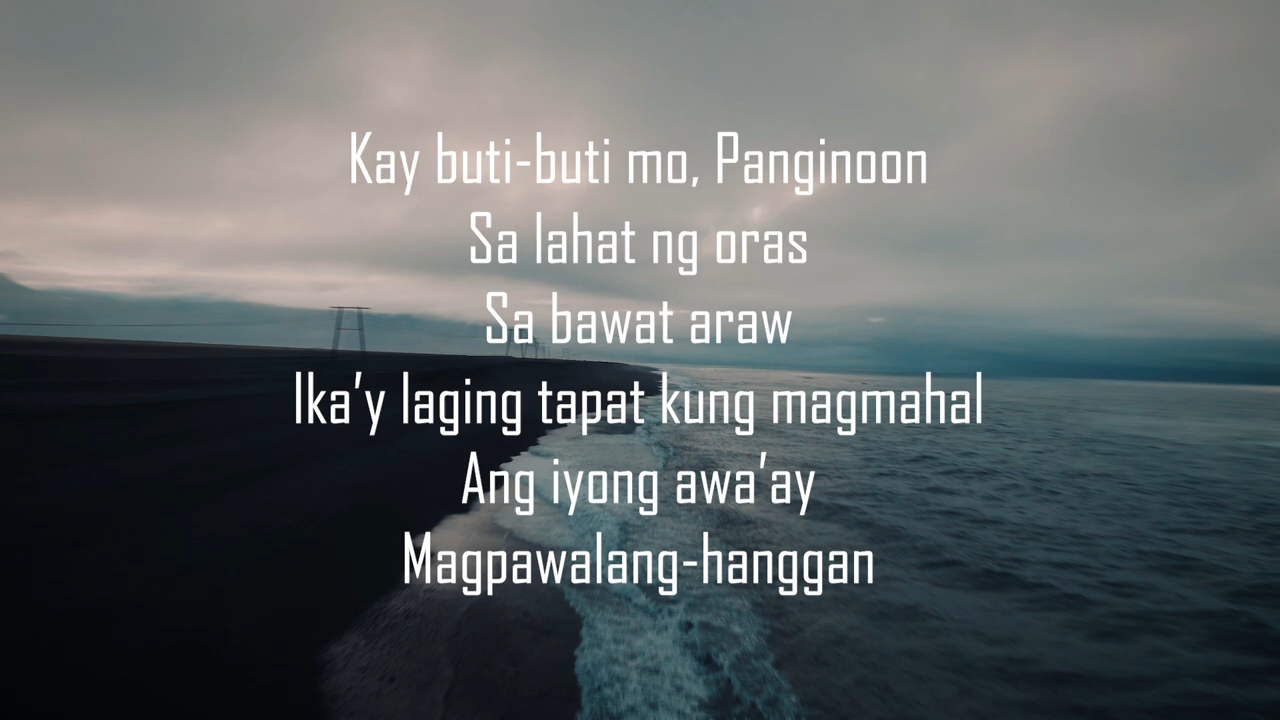 Kay buti-buti mo, Panginoon
Sa lahat ng oras
Sa bawat araw
Ika'y laging tapat kung magmahal
Ang iyong awa'ay
Magpawalang-hanggan